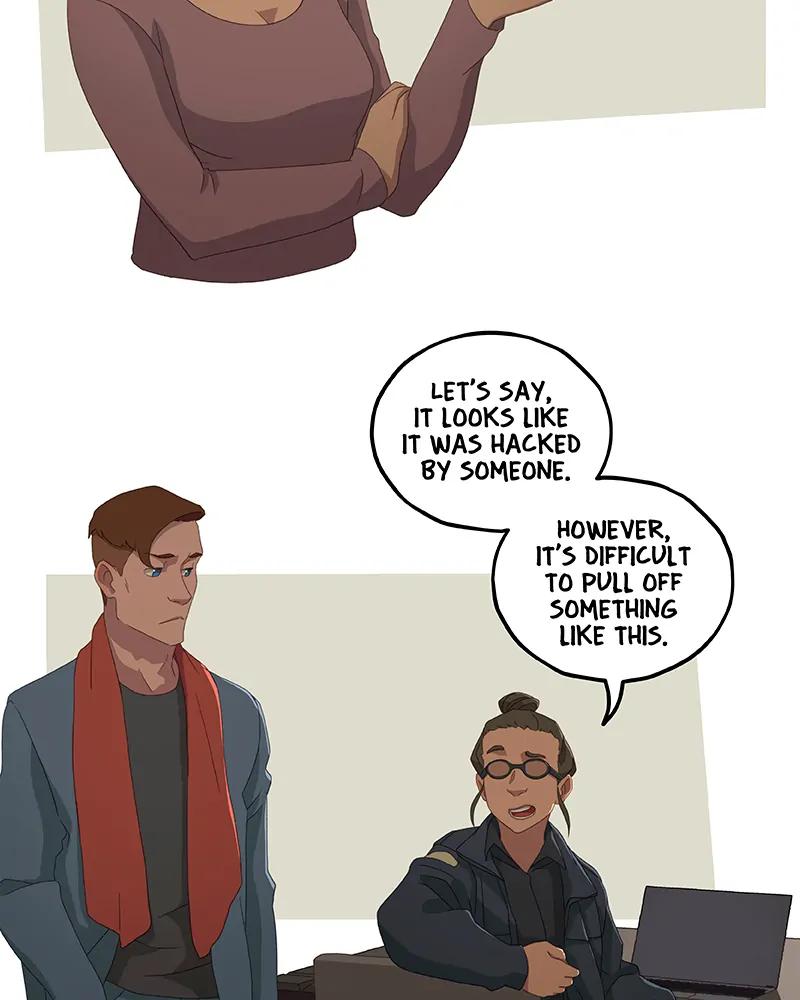 LET'S SAY,
IT LOOKS LIKE
IT WAS HACKED
BY SOMEONE.
HOWEVER,
IT'S DIFFICULT
TO PULL OFF
SOMETHING
LIKE THIS.